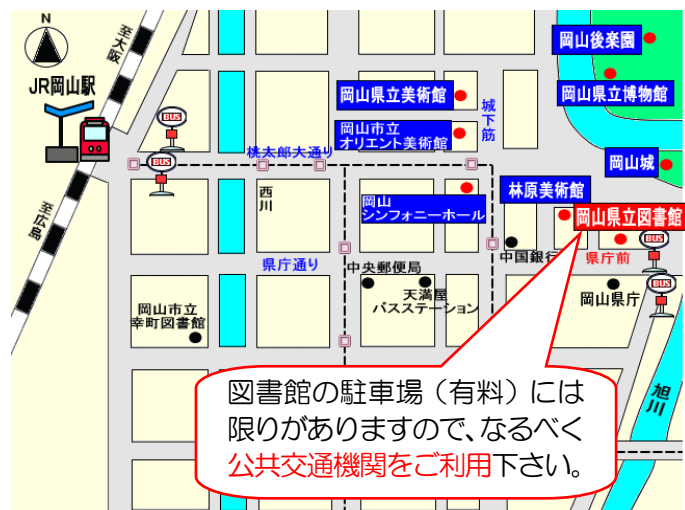 N
至大阪
JR岡山駅
BUS
BUS
至広島
岡山後楽園
岡山県立博物館
岡山県立美術館
城下筋
岡山市立
オリエント美術館
桃太郎大通り
岡山城
西川
岡山
シンフォニーホール
林原美術館
岡山県立図書館
中国銀行
県庁前
BUS
BUS
県庁通り
中央郵便局
天満屋
バスステーション
岡山県庁
岡山市立
幸町図書館
旭川
図書館の駐車場（有料）には
限りがありますので、なるべく
公共交通機関をご利用下さい。